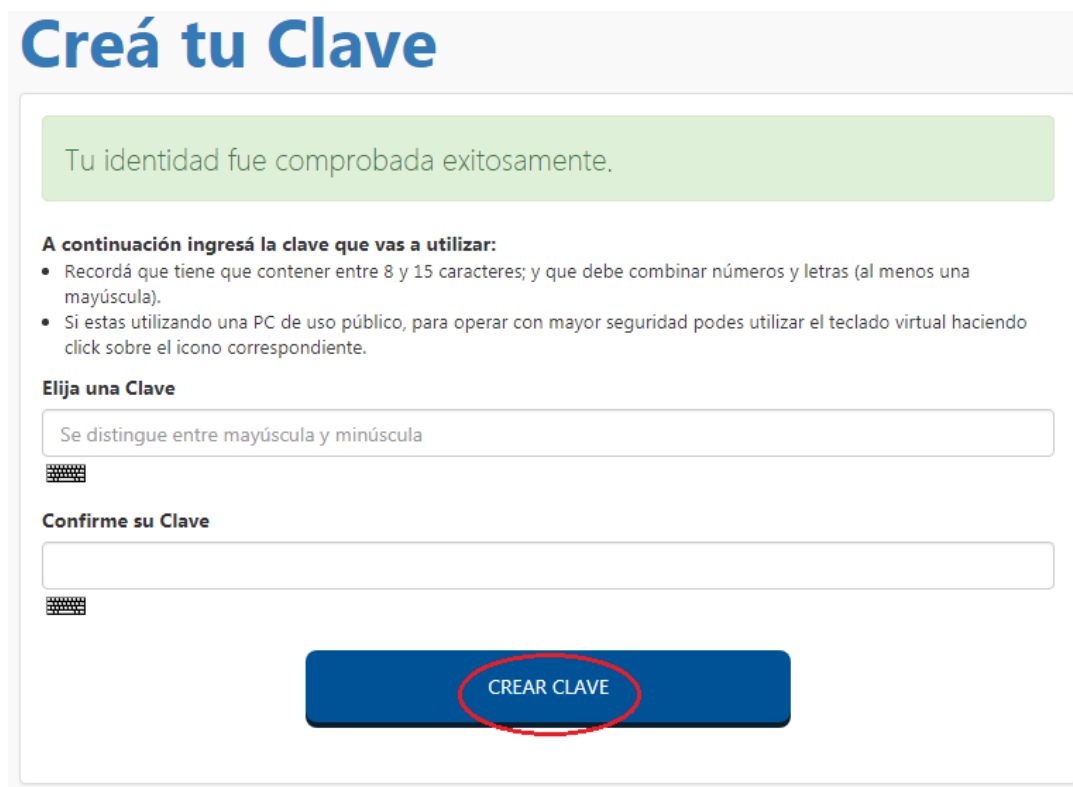 Creá tu Clave
Tu identidad fue comprobada exitosamente.
A continuación ingresá la clave que vas a utilizar:
• Recordá que tiene que contener entre 8 y 15 caracteres; y que debe combinar números y letras (al menos una
mayúscula).
• Si estas utilizando una PC de uso público, para operar con mayor seguridad podes utilizar el teclado virtual haciendo
click sobre el icono correspondiente.
Elija una Clave
Se distingue entre mayúscula y minúscula
Confirme su Clave
CREAR CLAVE